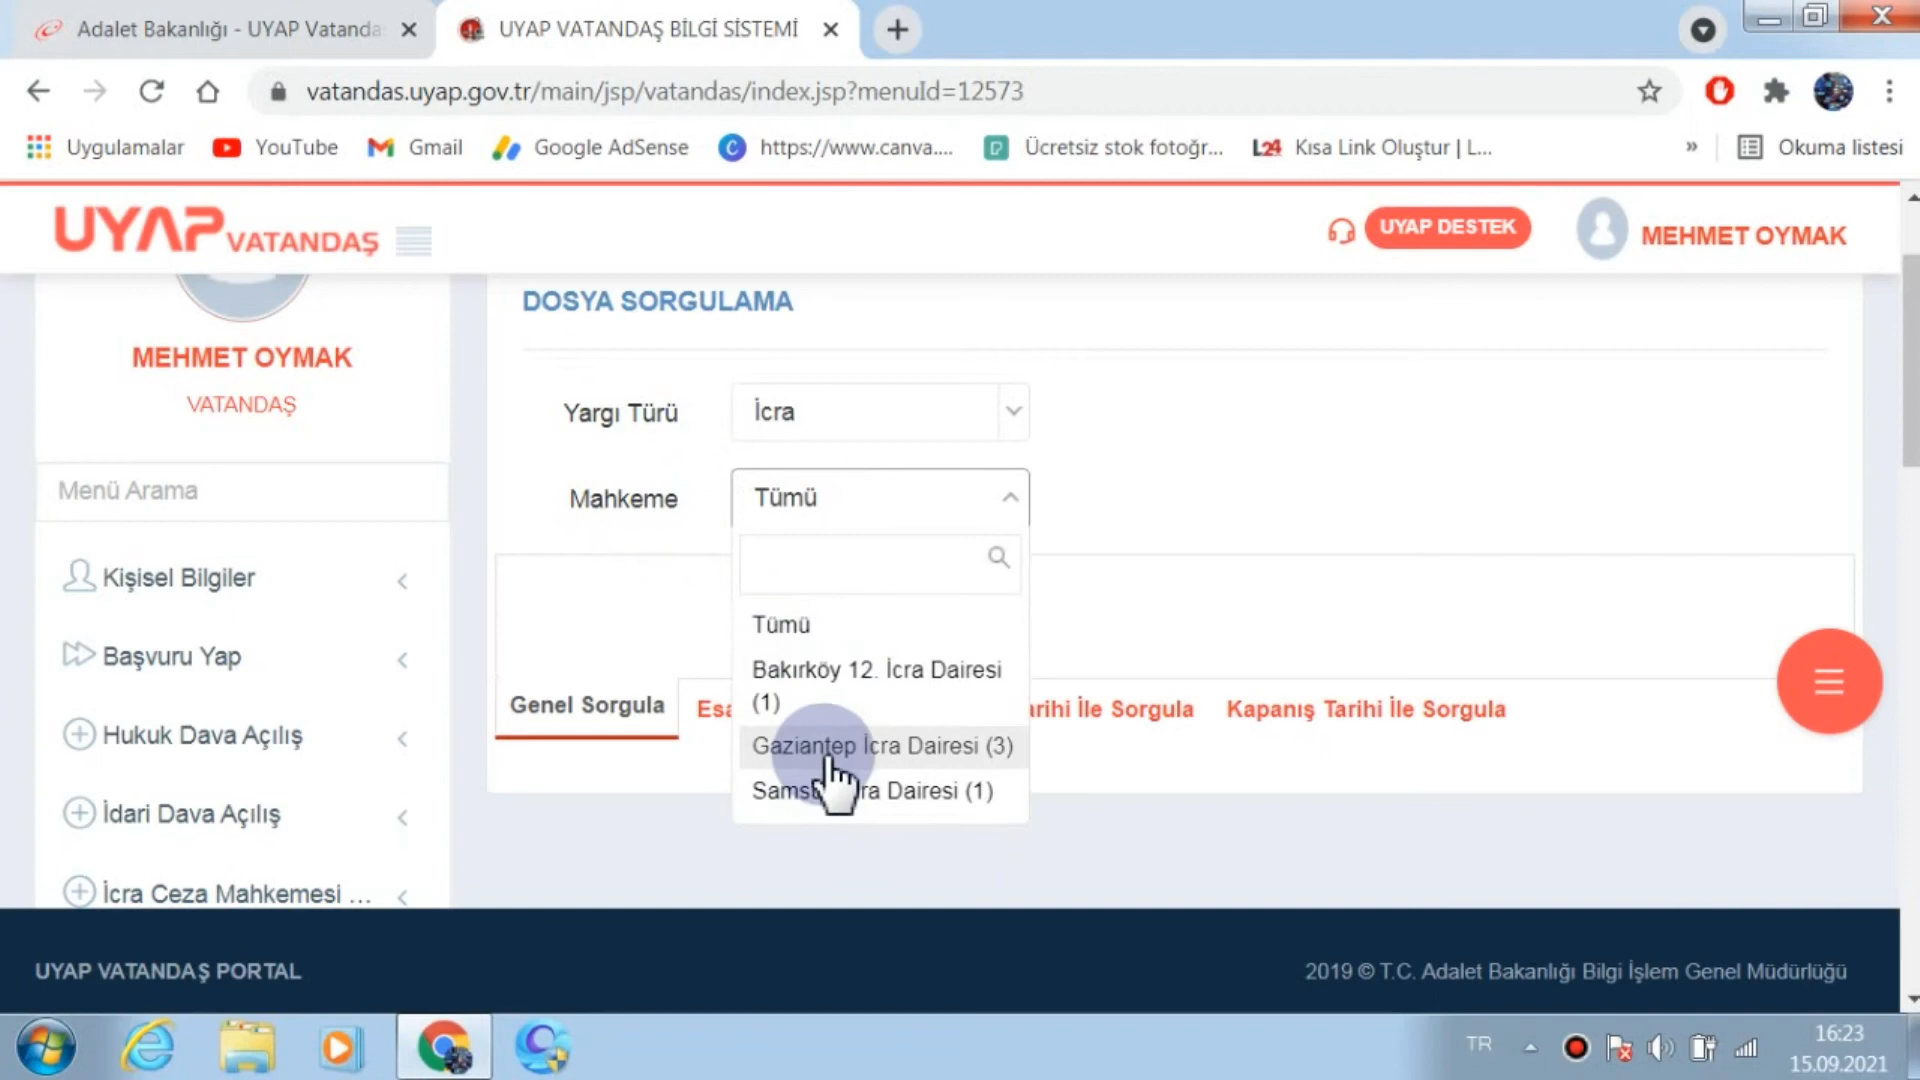 Adalet Bakanlığı - UYAP Vatanda
UYAP VATANDAŞ BİLGİ SİSTEMİ
vatandas.uyap.gov.tr/main/jsp/vatandas/index.jsp?menuId=12573
Uygulamalar
YouTube
Gmail
Google AdSense
https://www.canva....
Ücretsiz stok fotoğr...
L24
Kısa Link Oluştur | L...
»
Okuma listesi
UYAP VATANDAŞ
UYAP DESTEK
MEHMET OYMAK
MEHMET OYMAK
VATANDAŞ
Menü Arama
Kişisel Bilgiler
Başvuru Yap
Hukuk Dava Açılış
İdari Dava Açılış
İcra Ceza Mahkemesi ...
DOSYA SORGULAMA
Yargı Türü
İcra
Mahkeme
Tümü
Tümü
Bakırköy 12. İcra Dairesi
(1)
Gaziantep İcra Dairesi (3)
Dairesi (1)
Genel Sorgula
İle Sorgula
Kapanış Tarihi İle Sorgula
UYAP VATANDAŞ PORTAL
2019 © T.C. Adalet Bakanlığı Bilgi İşlem Genel Müdürlüğü
TR
16:23
15.09.2021